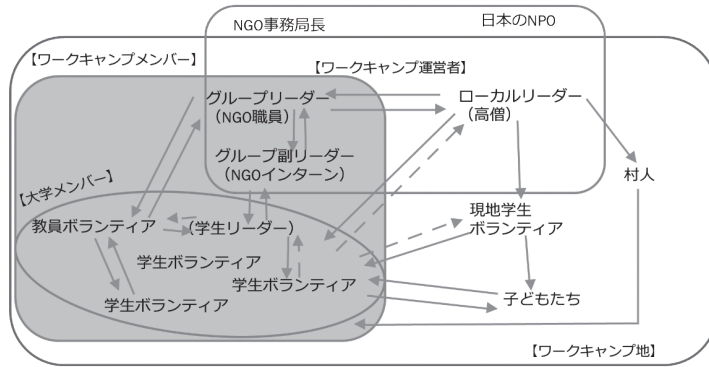 NGO事務局長
日本のNPO
【ワークキャンプメンバー】
【ワークキャンプ運営者】
グループリーダー
(NGO職員)
ローカルリーダー
(高僧)
グループ副リーダー
(NGOインターン)
村人
【大学メンバー】
教員ボランティア
(学生リーダー)
現地学生
ボランティア
学生ボランティア
学生ボランティア
学生ボランティア
子どもたち
【ワークキャンプ地】